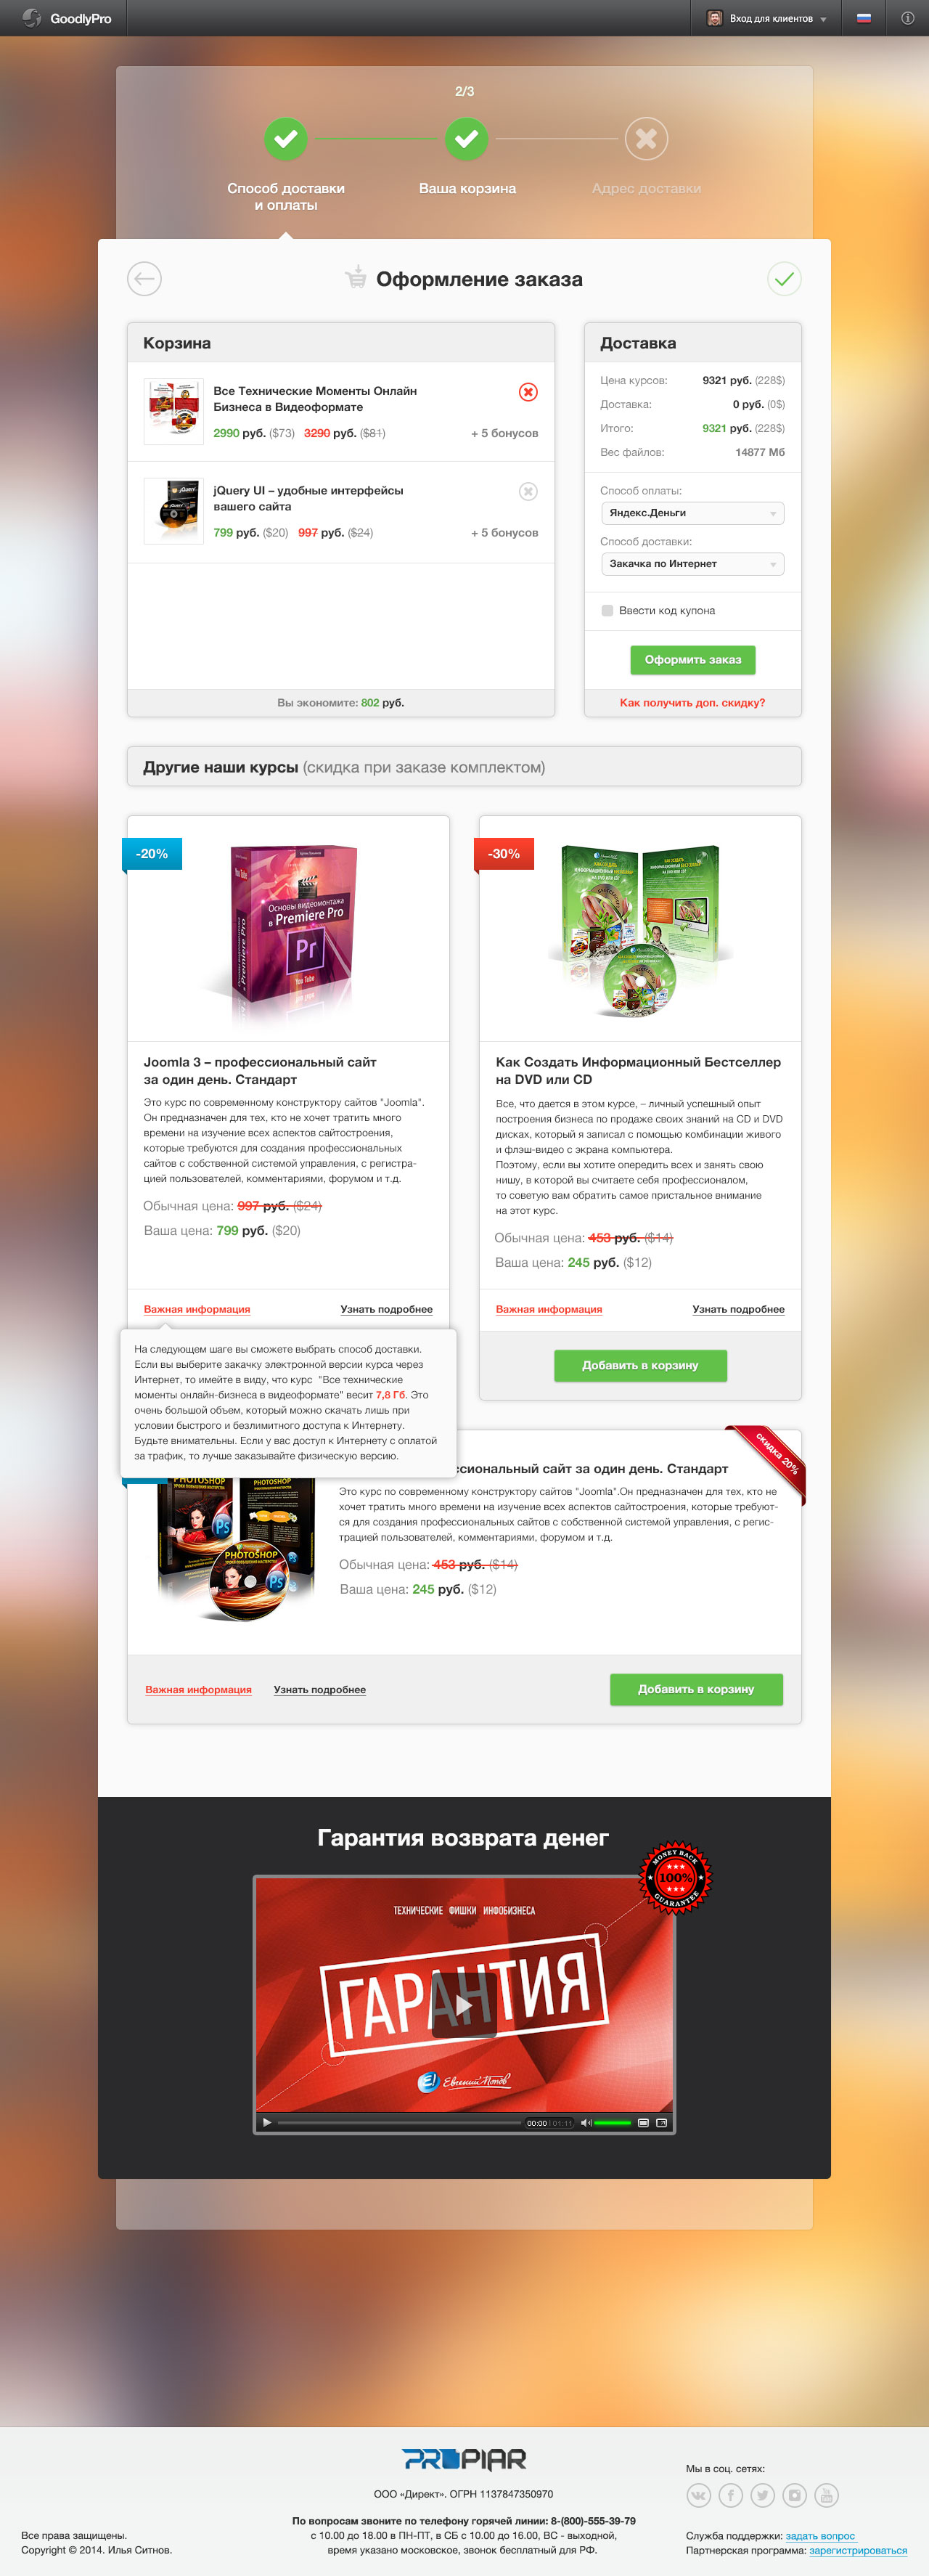 GoodlyPro
Вход для клиентов
2/3
Способ доставки
и оплаты
Ваша корзина
Адрес доставки
Оформление заказа
Корзина
Все Технические Моменты Онлайн
Бизнеса в Видеоформате
2990 руб. ($73) 3290 руб. ($81)
+ 5 бонусов
jQuery UI – удобные интерфейсы
вашего сайта
799 руб. ($20) 997 руб. ($24)
+ 5 бонусов
Вы экономите: 802 руб.
Доставка
Цена курсов: 9321 руб. (228$)
Доставка: 0 руб. (0$)
Итого: 9321 руб. (228$)
Вес файлов: 14877 Мб
Способ оплаты:
Яндекс.Деньги
Способ доставки:
Закачка по Интернет
Ввести код купона
Оформить заказ
Как получить доп. скидку?
Другие наши курсы (скидка при заказе комплектом)
-20%
Основы видеомонтажа
в Premiere Pro
Pr
You Tube
Joomla 3 – профессиональный сайт
за один день. Стандарт
Это курс по современному конструктору сайтов "Joomla".
Он предназначен для тех, кто не хочет тратить много
времени на изучение всех аспектов сайтостроения,
которые требуются для создания профессиональных
сайтов с собственной системой управления, с регистра-
цией пользователей, комментариями, форумом и т.д.
Обычная цена: 997 руб. ($24)
Ваша цена: 799 руб. ($20)
Важная информация
Узнать подробнее
-30%
Как Создать Информационный Бестселлер
на DVD или CD
Все, что дается в этом курсе, – личный успешный опыт
построения бизнеса по продаже своих знаний на CD и DVD
дисках, который я записал с помощью комбинации живого
и флэш-видео с экрана компьютера.
Поэтому, если вы хотите опередить всех и занять свою
нишу, в которой вы считаете себя профессионалом,
то советую вам обратить самое пристальное внимание
на этот курс.
Обычная цена: 453 руб. ($14)
Ваша цена: 245 руб. ($12)
Важная информация
Узнать подробнее
Добавить в корзину
На следующем шаге вы сможете выбрать способ доставки.
Если вы выберите закачку электронной версии курса через
Интернет, то имейте в виду, что курс "Все технические
моменты онлайн-бизнеса в видеоформате" весит 7,8 Гб. Это
очень большой объем, который можно скачать лишь при
условии быстрого и безлимитного доступа к Интернету.
Будьте внимательны. Если у вас доступ к Интернету с оплатой
за трафик, то лучше заказывайте физическую версию.
скидка 20%
PHOTOSHOP
PHOTOSHOP
Ps
PHOTOSHOP
Ps
ссиональный сайт за один день. Стандарт
Это курс по современному конструктору сайтов "Joomla".Он предназначен для тех, кто не
хочет тратить много времени на изучение всех аспектов сайтостроения, которые требуют-
ся для создания профессиональных сайтов с собственной системой управления, с регис-
трацией пользователей, комментариями, форумом и т.д.
Обычная цена: 453 руб. ($14)
Ваша цена: 245 руб. ($12)
Важная информация
Узнать подробнее
Добавить в корзину
Гарантия возврата денег
MONEY BACK
100%
GUARANTEE
ТЕХНИЧЕСКИЕ ФИШКИ ИНФОБИЗНЕСА
ГАРАНТИЯ
Евгений Попов
00:00 | 01:11
PROPIAR
ООО «Директ». ОГРН 1137847350970
По вопросам звоните по телефону горячей линии: 8-(800)-555-39-79
с 10.00 до 18.00 в ПН-ПТ, в СБ с 10.00 до 16.00, ВС - выходной,
время указано московское, звонок бесплатный для РФ.
Все права защищены.
Copyright © 2014. Илья Ситнов.
Мы в соц. сетях:
Служба поддержки: задать вопрос
Партнерская программа: зарегистрироваться